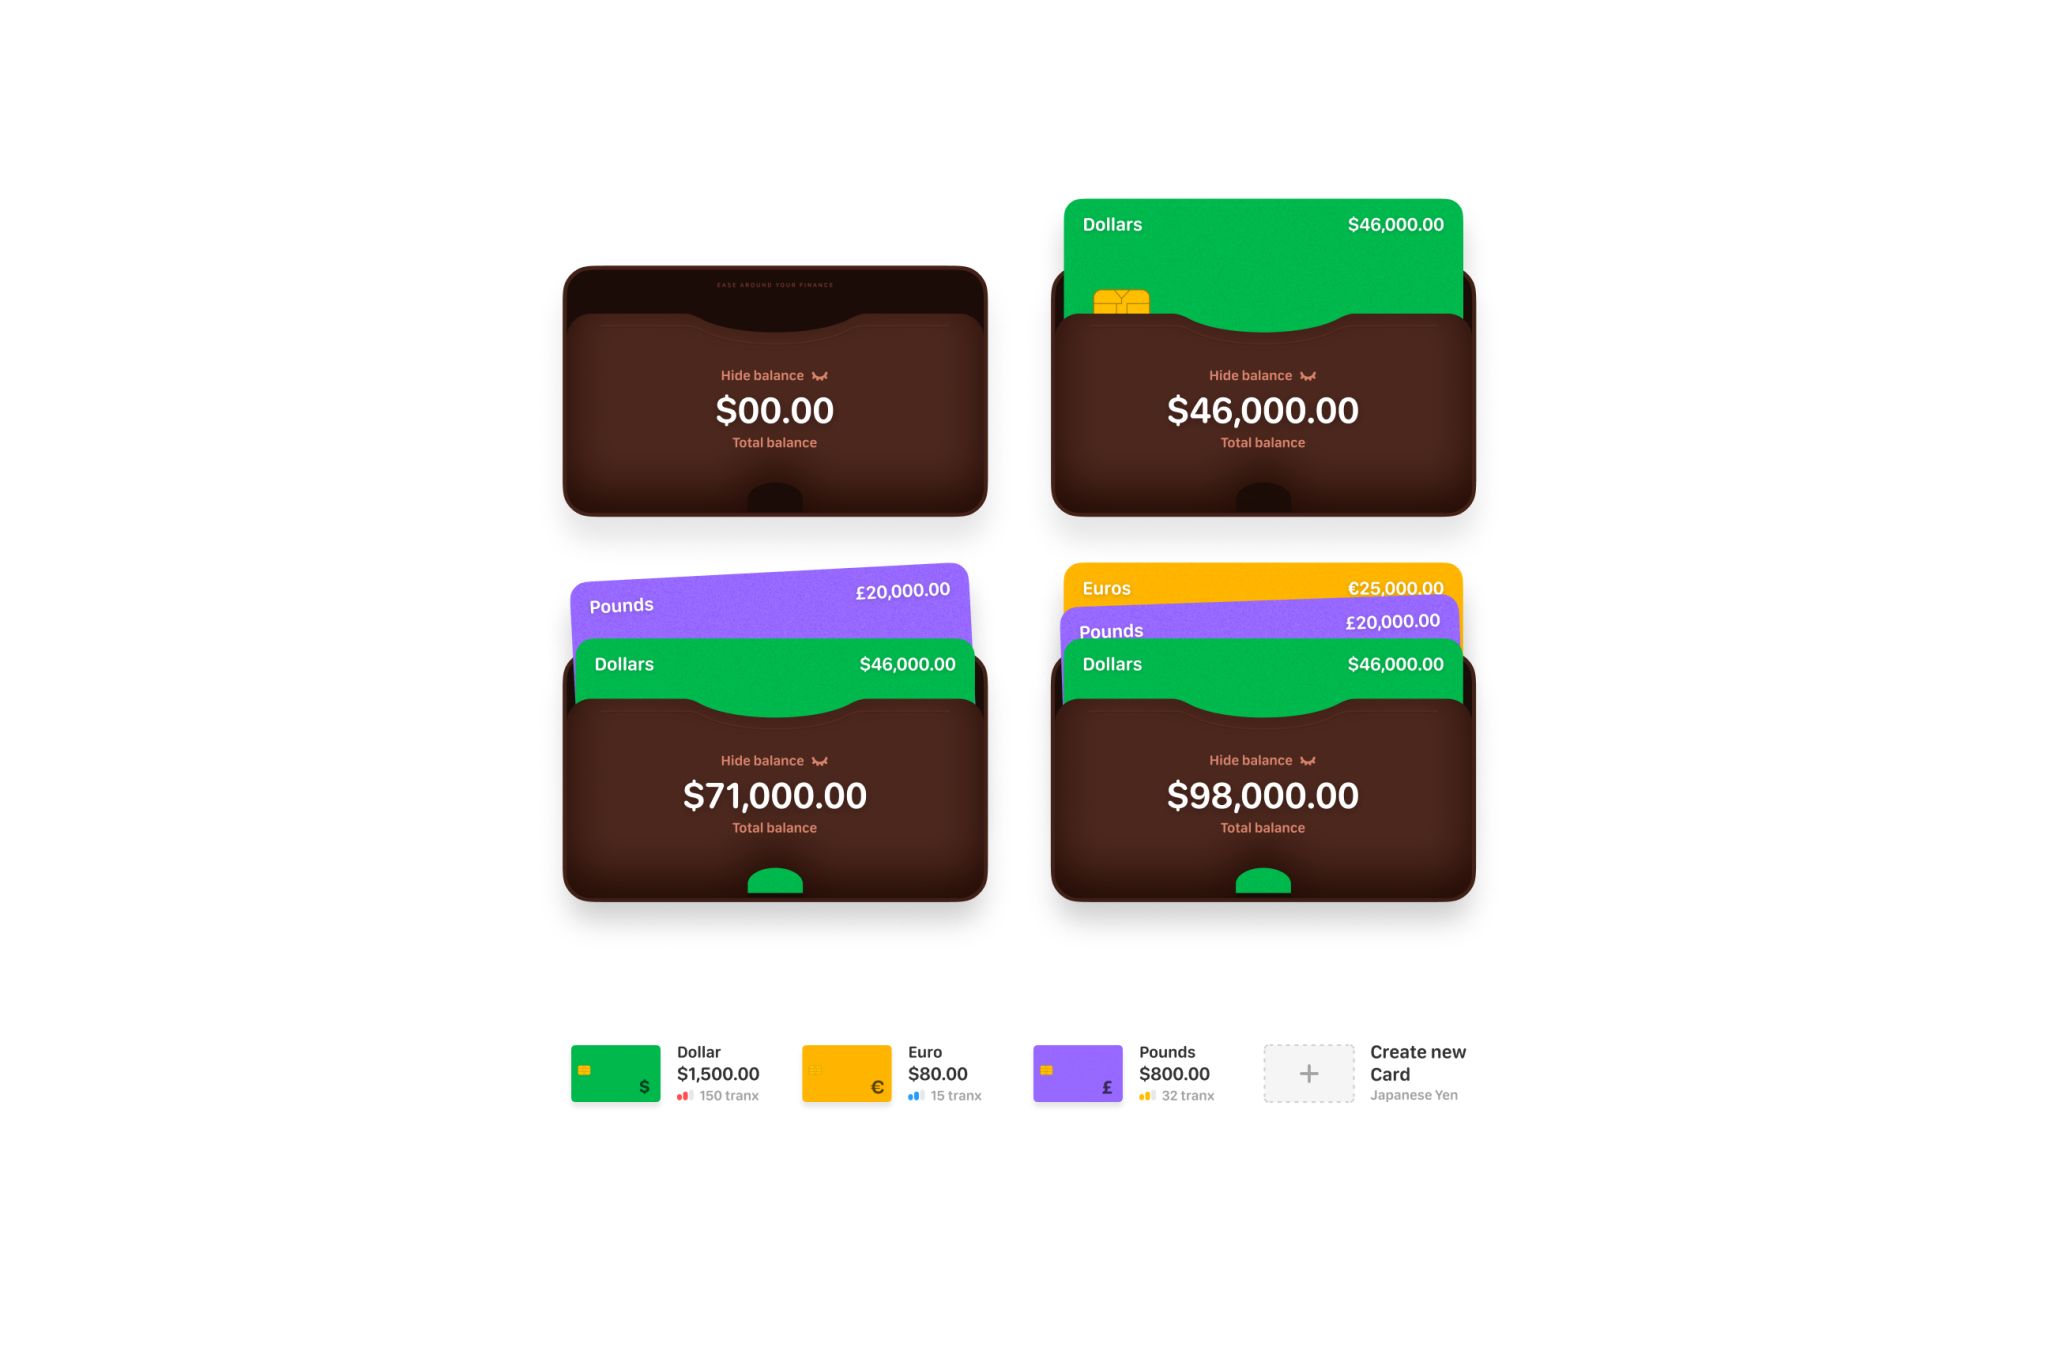 EASE AROUND YOUR FINANCE
Hide balance
$00.00
Total balance
Dollars $46,000.00
Hide balance
$46,000.00
Total balance
Pounds £20,000.00
Dollars $46,000.00
Hide balance
$71,000.00
Total balance
Euros €25,000.00
Pounds £20,000.00
Dollars $46,000.00
Hide balance
$98,000.00
Total balance
$
Dollar
$1,500.00
150 tranx
€
Euro
$80.00
15 tranx
£
Pounds
$800.00
32 tranx
+
Create new
Card
Japanese Yen